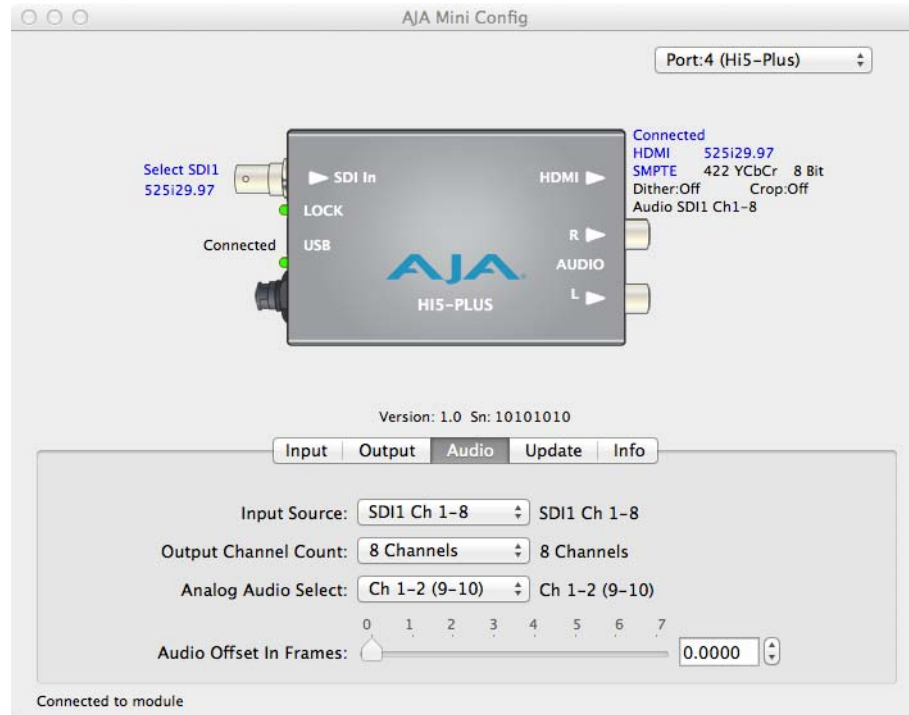 AJA Mini Config
Port:4 (Hi5-Plus)
Select SDI1
525i29.97
SDI In
LOCK
Connected
USB
AJA
HI5-PLUS
HDMI
R
AUDIO
L
Connected
HDMI 525i29.97
SMPTE 422 YCbCr 8 Bit
Dither:Off Crop:Off
Audio SDI1 Ch1-8
Version: 1.0 Sn: 10101010
Input Output Audio Update Info
Input Source: SDI1 Ch 1-8 SDI1 Ch 1-8
Output Channel Count: 8 Channels 8 Channels
Analog Audio Select: Ch 1-2 (9-10) Ch 1-2 (9-10)
0 1 2 3 4 5 6 7
Audio Offset In Frames: 0.0000
Connected to module